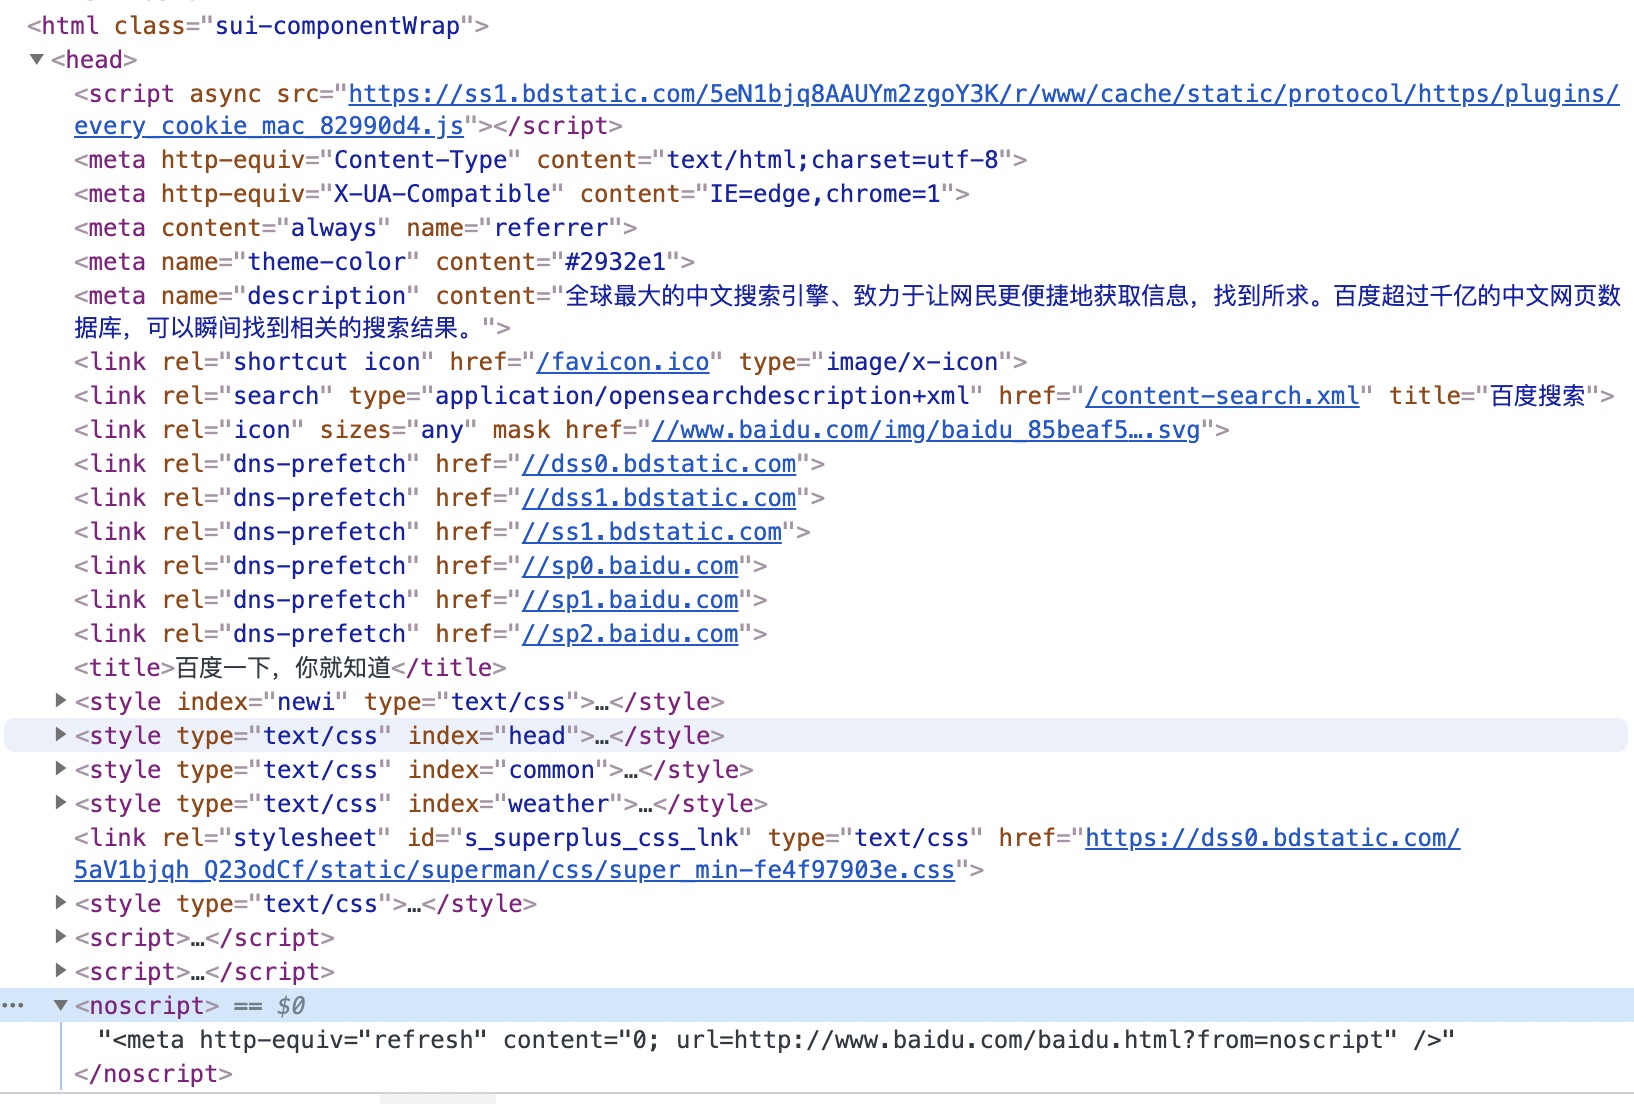 <html class="sui-componentWrap">
▼<head>
<script async src="https://ss1.bdstatic.com/5eN1bjq8AAUYm2zgoY3K/r/www/cache/static/protocol/https/plugins/
every_cookie_mac_82990d4.js"></script>
<meta http-equiv="Content-Type" content="text/html;charset=utf-8">
<meta http-equiv="X-UA-Compatible" content="IE=edge,chrome=1">
<meta content="always" name="referrer">
<meta name="theme-color" content="#2932e1">
<meta name="description" content="全球最大的中文搜索引擎、致力于让网民更便捷地获取信息，找到所求。百度超过千亿的中文网页数
据库，可以瞬间找到相关的搜索结果。">
<link rel="shortcut icon" href="/favicon.ico" type="image/x-icon">
<link rel="search" type="application/opensearchdescription+xml" href="/content-search.xml" title="百度搜索">
<link rel="icon" sizes="any" mask href="//www.baidu.com/img/baidu_85beaf5….svg">
<link rel="dns-prefetch" href="//dss0.bdstatic.com">
<link rel="dns-prefetch" href="//dss1.bdstatic.com">
<link rel="dns-prefetch" href="//ss1.bdstatic.com">
<link rel="dns-prefetch" href="//sp0.baidu.com">
<link rel="dns-prefetch" href="//sp1.baidu.com">
<link rel="dns-prefetch" href="//sp2.baidu.com">
<title>百度一下，你就知道</title>
▶<style index="newi" type="text/css">…</style>
▶<style type="text/css" index="head">…</style>
▶<style type="text/css" index="common">…</style>
▶<style type="text/css" index="weather">…</style>
<link rel="stylesheet" id="s_superplus_css_lnk" type="text/css" href="https://dss0.bdstatic.com/
5aV1bjqh_Q23odCf/static/superman/css/super_min-fe4f97903e.css">
▶<style type="text/css">…</style>
▶<script>…</script>
▶<script>…</script>
… ▼<noscript> == $0
"<meta http-equiv="refresh" content="0; url=http://www.baidu.com/baidu.html?from=noscript" />"
</noscript>